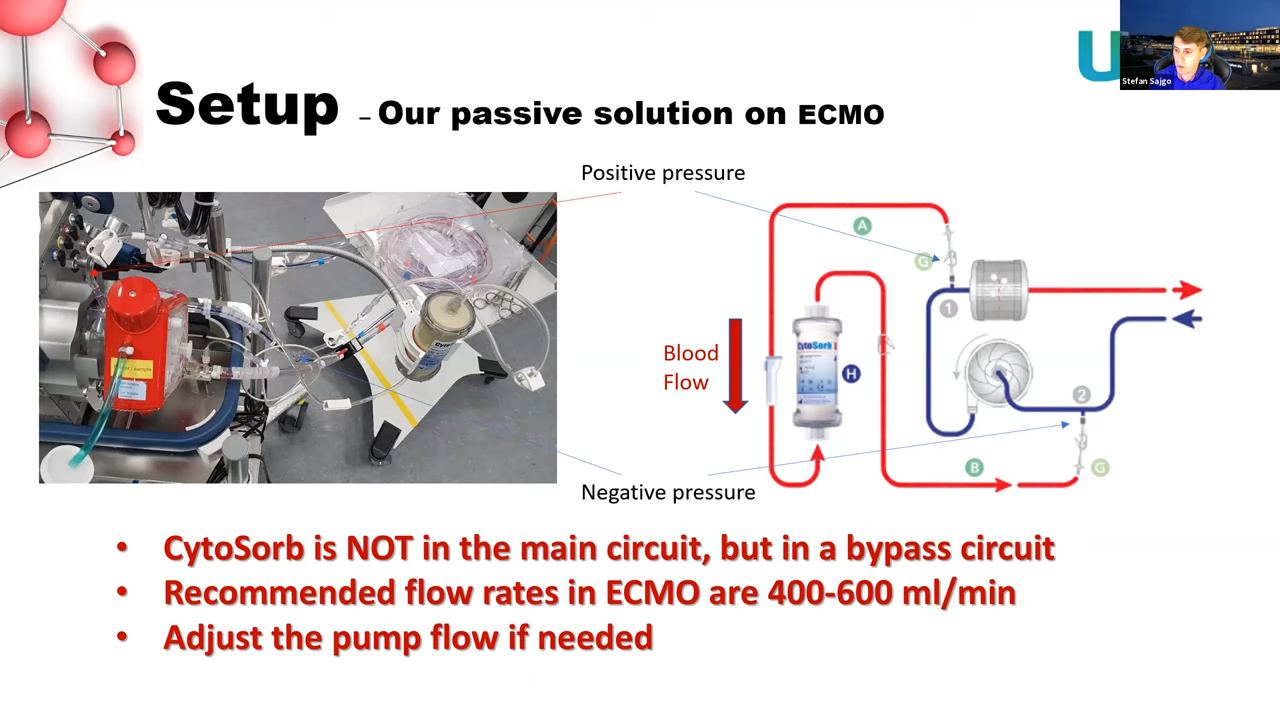 U
Stefan Sajgo
Setup – Our passive solution on ECMO
Positive pressure
A
G
1
Blood
Flow
CytoSorb
H
2
B
G
Negative pressure
• CytoSorb is NOT in the main circuit, but in a bypass circuit
• Recommended flow rates in ECMO are 400-600 ml/min
• Adjust the pump flow if needed